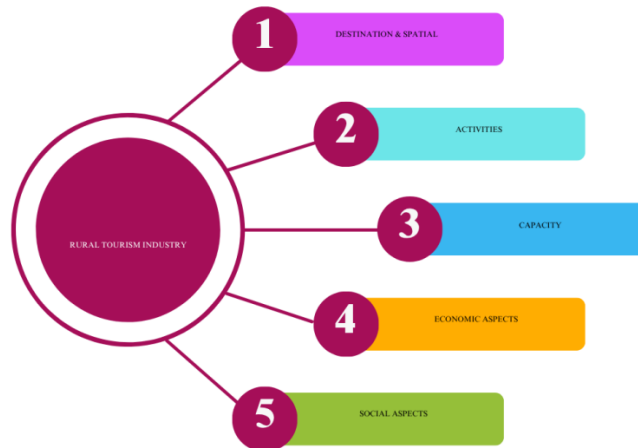 1
DESTINATION & SPATIAL
2
ACTIVITIES
RURAL TOURISM INDUSTRY
3
CAPACITY
4
ECONOMIC ASPECTS
5
SOCIAL ASPECTS